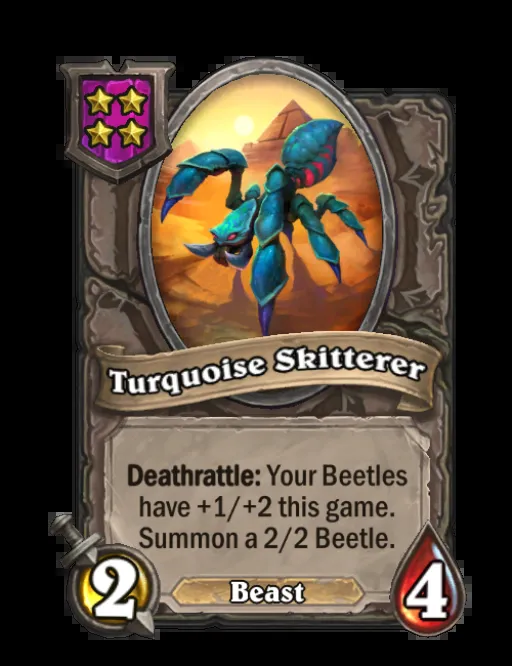 Turquoise Skitterer
Deathrattle: Your Beetles
have +1/+2 this game.
Summon a 2/2 Beetle.
2
Beast
4